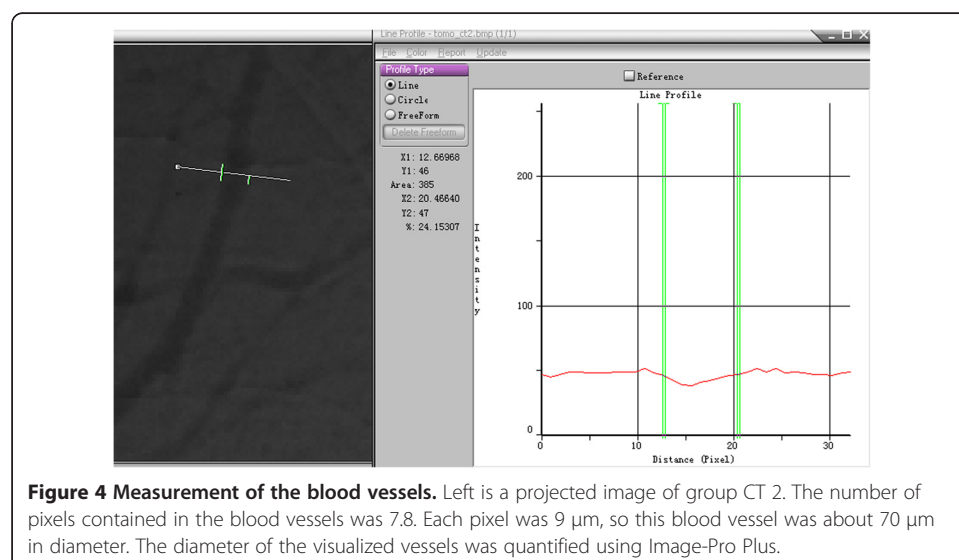 Line Profile - tomo_ct2.bmp (1/1)
File Color Report Update
Profile Type
Line
Circle
FreeForm
Delete Freeform
X1: 12.66968
Y1: 46
Area: 385
X2: 20.46640
Y2: 47
%: 24.15307
Reference
Line Profile
Intensity
200
100
0
0 10 20 30
Distance (Pixel)
Figure 4 Measurement of the blood vessels. Left is a projected image of group CT 2. The number of
pixels contained in the blood vessels was 7.8. Each pixel was 9 μm, so this blood vessel was about 70 μm
in diameter. The diameter of the visualized vessels was quantified using Image-Pro Plus.